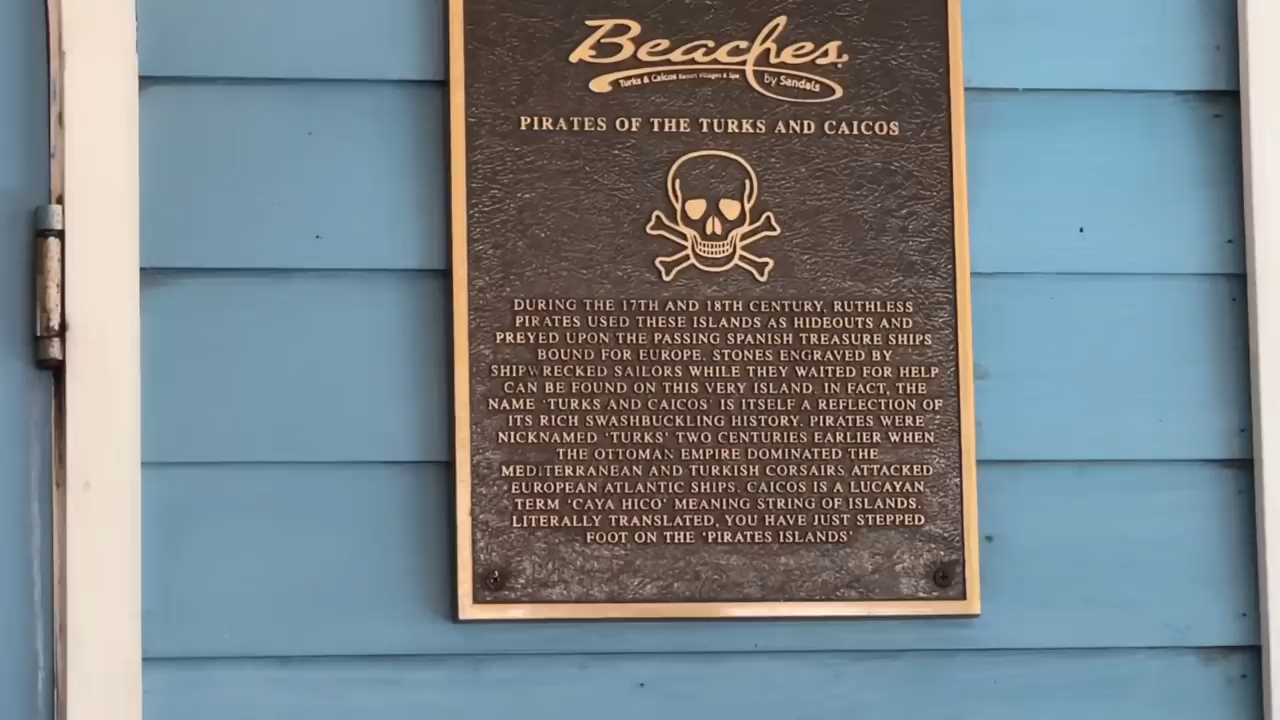 Beaches
Turks & Caicos Resort Villages & Spa
by Sandals
PIRATES OF THE TURKS AND CAICOS
DURING THE 17TH AND 18TH CENTURY, RUTHLESS
PIRATES USED THESE ISLANDS AS HIDEOUTS AND
PREYED UPON THE PASSING SPANISH TREASURE SHIPS
BOUND FOR EUROPE. STONES ENGRAVED BY
SHIPWRECKED SAILORS WHILE THEY WAITED FOR HELP
CAN BE FOUND ON THIS VERY ISLAND. IN FACT, THE
NAME 'TURKS AND CAICOS' IS ITSELF A REFLECTION OF
ITS RICH SWASHBUCKLING HISTORY. PIRATES WERE
NICKNAMED 'TURKS' TWO CENTURIES EARLIER WHEN
THE OTTOMAN EMPIRE DOMINATED THE
MEDITERRANEAN AND TURKISH CORSAIRS ATTACKED
EUROPEAN ATLANTIC SHIPS. CAICOS IS A LUCAYAN
TERM 'CAYA HICO' MEANING STRING OF ISLANDS.
LITERALLY TRANSLATED, YOU HAVE JUST STEPPED
FOOT ON THE 'PIRATES ISLANDS'